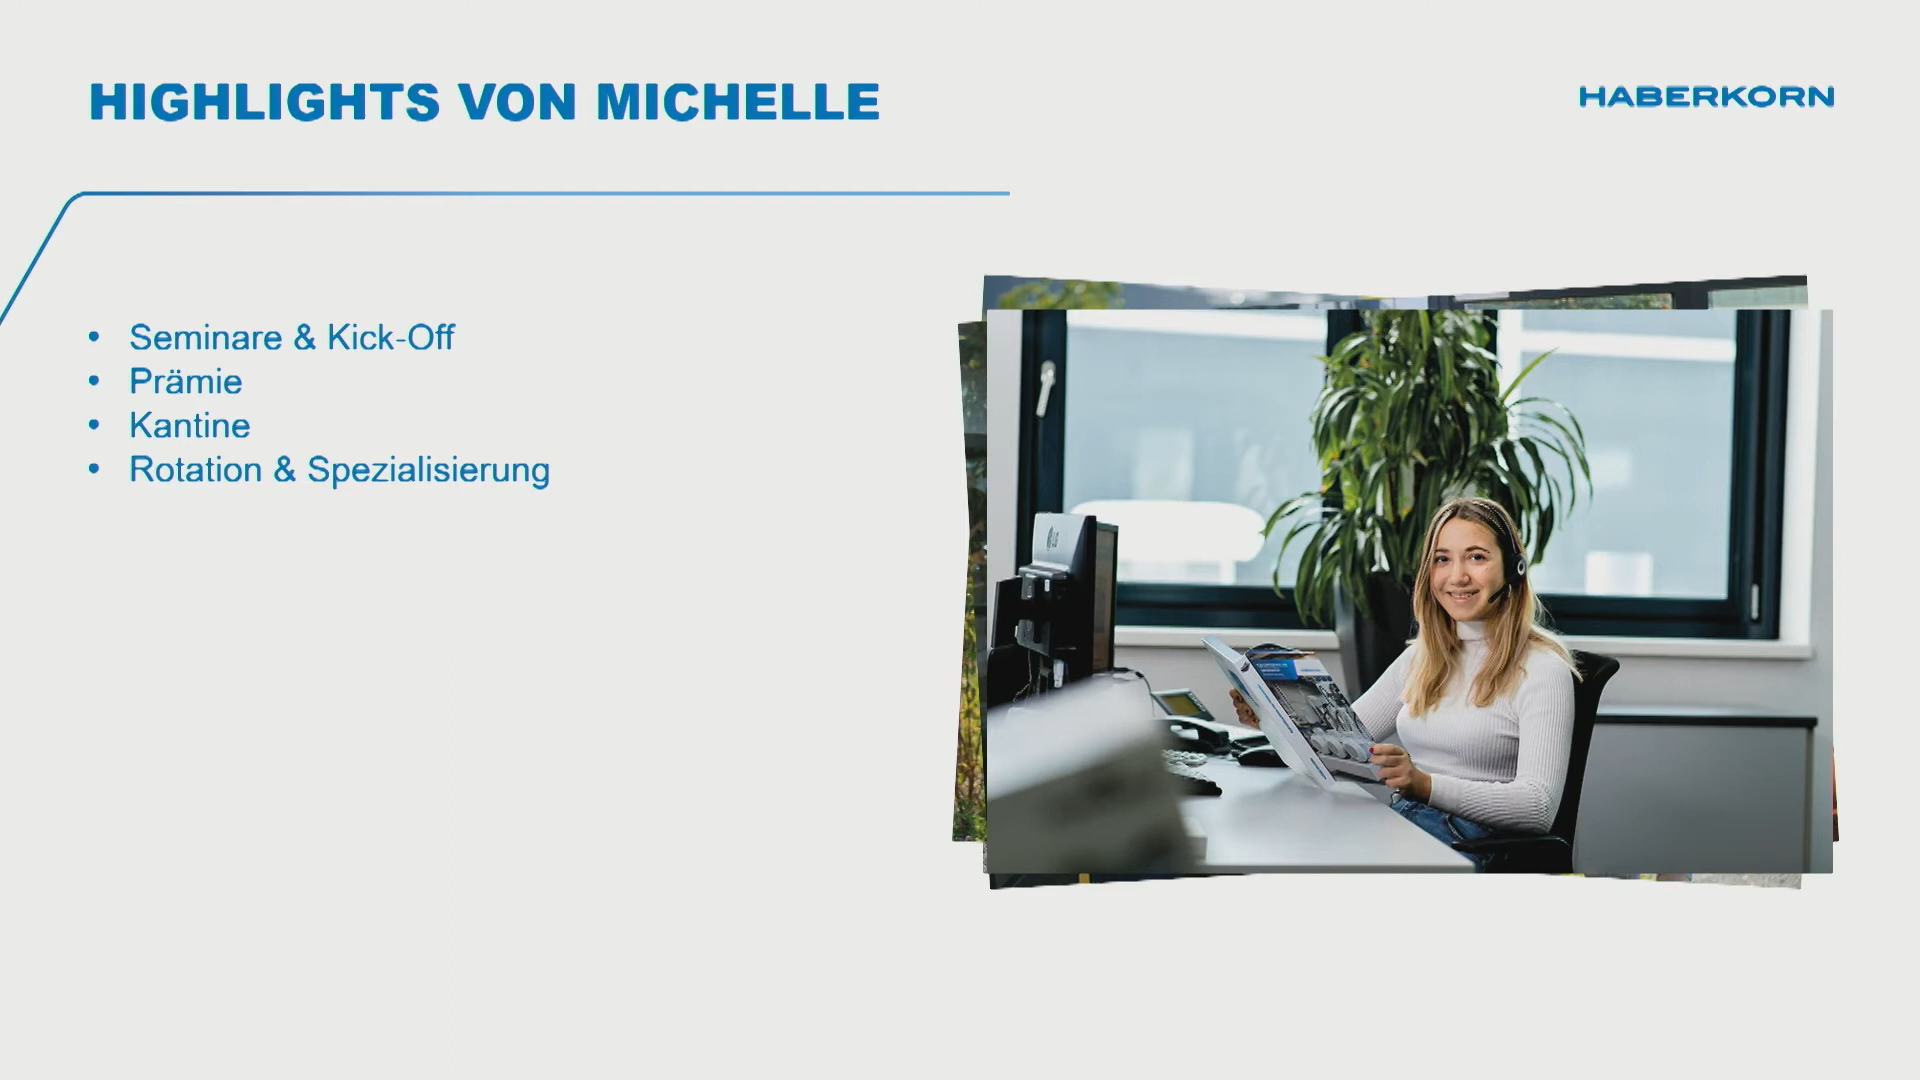 HIGHLIGHTS VON MICHELLE
HABERKORN
• Seminare & Kick-Off
• Prämie
• Kantine
• Rotation & Spezialisierung